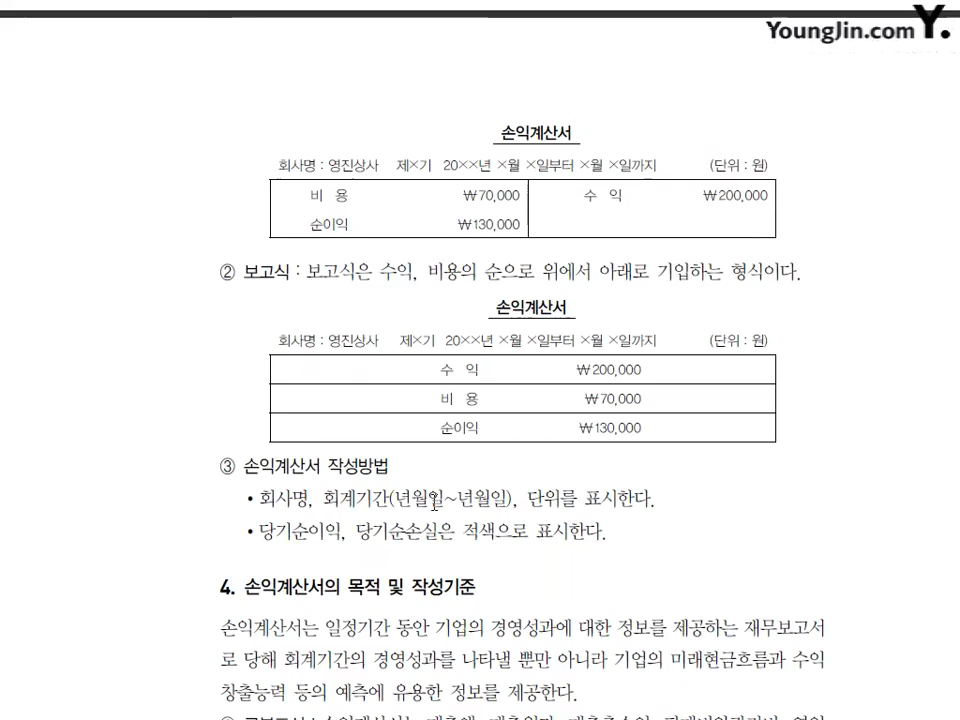 YoungJin.com Y.
손익계산서
회사명 : 영진상사 제×기 20××년 ×월 ×일부터 ×월 ×일까지 (단위 : 원)
비 용 ₩70,000 수 익 ₩200,000
순이익 ₩130,000
② 보고식 : 보고식은 수익, 비용의 순으로 위에서 아래로 기입하는 형식이다.
손익계산서
회사명 : 영진상사 제×기 20××년 ×월 ×일부터 ×월 ×일까지 (단위 : 원)
수 익 ₩200,000
비 용 ₩70,000
순이익 ₩130,000
③ 손익계산서 작성방법
• 회사명, 회계기간(년월일~년월일), 단위를 표시한다.
• 당기순이익, 당기순손실은 적색으로 표시한다.
4. 손익계산서의 목적 및 작성기준
손익계산서는 일정기간 동안 기업의 경영성과에 대한 정보를 제공하는 재무보고서
로 당해 회계기간의 경영성과를 나타낼 뿐만 아니라 기업의 미래현금흐름과 수익
창출능력 등의 예측에 유용한 정보를 제공한다.